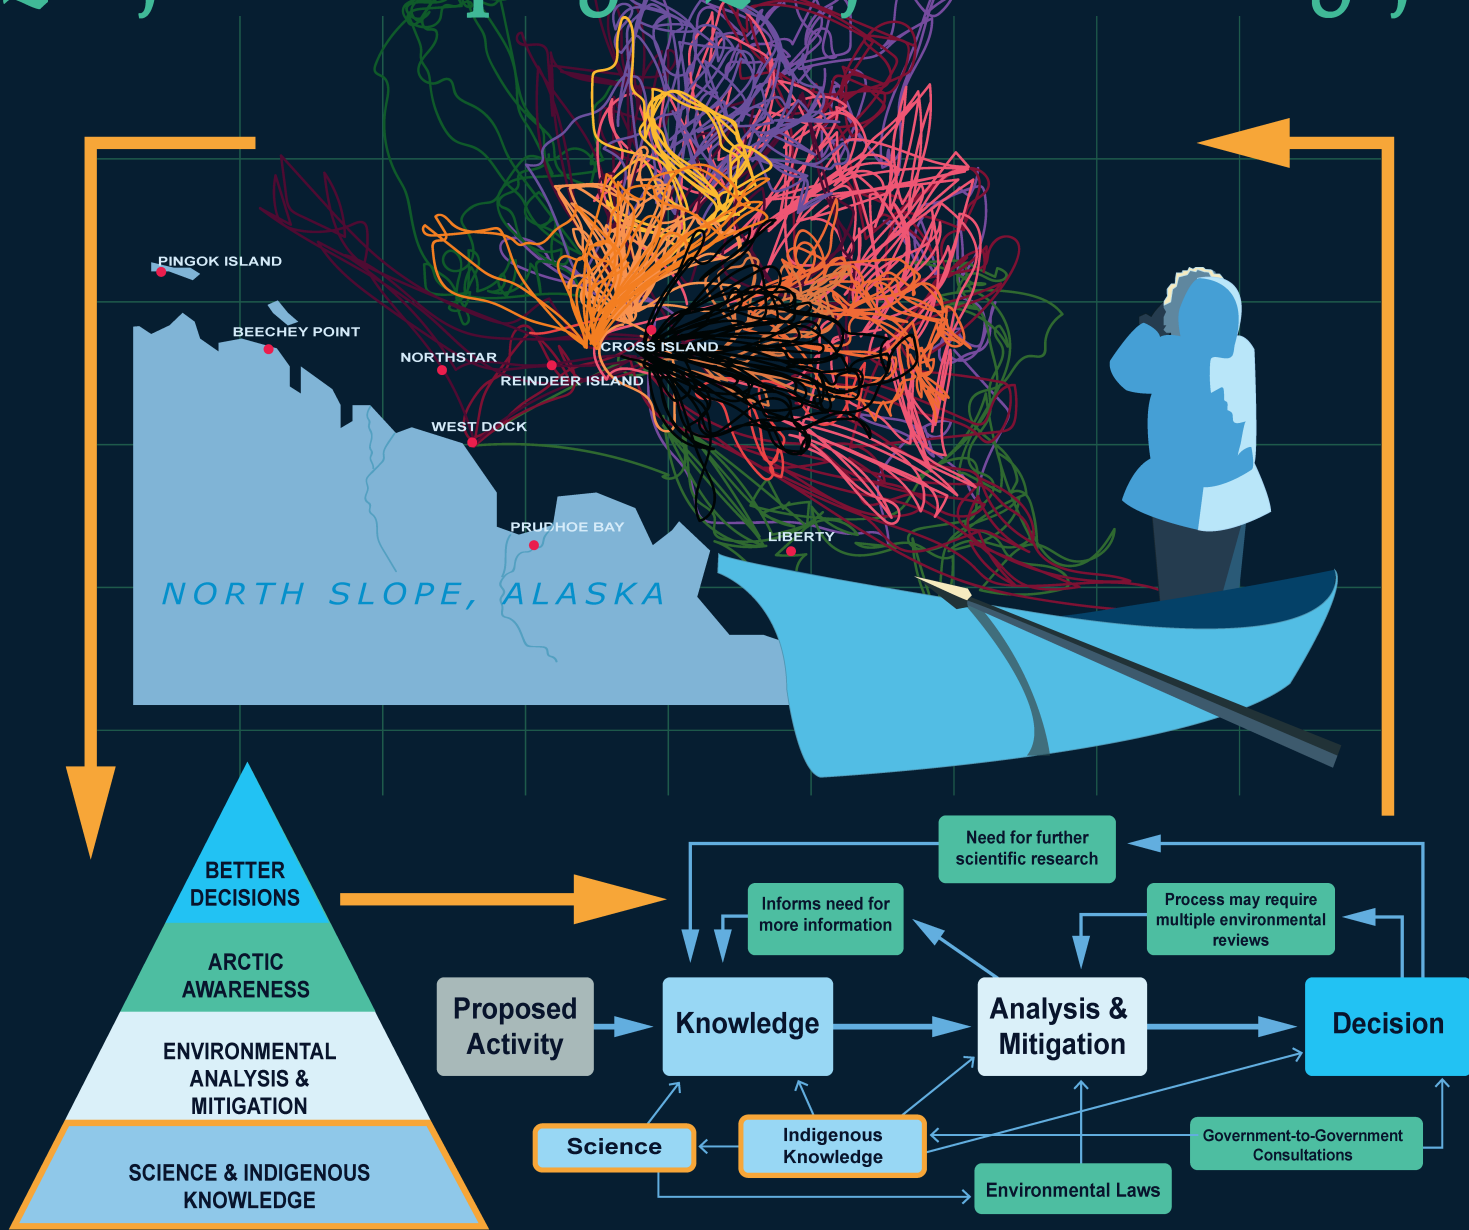 PINGOK ISLAND
BEECHEY POINT
NORTHSTAR
CROSS ISLAND
REINDEER ISLAND
WEST DOCK
PRUDHOE BAY
LIBERTY
NORTH SLOPE, ALASKA
BETTER
DECISIONS
ARCTIC
AWARENESS
ENVIRONMENTAL
ANALYSIS &
MITIGATION
SCIENCE & INDIGENOUS
KNOWLEDGE
Need for further
scientific research
Informs need for
more information
Process may require
multiple environmental
reviews
Proposed
Activity
Knowledge
Analysis &
Mitigation
Decision
Science
Indigenous
Knowledge
Government-to-Government
Consultations
Environmental Laws